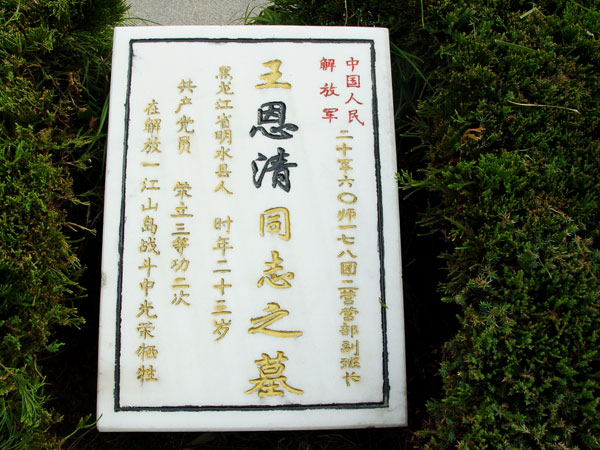 中国人民
解放军
二十军六〇师一七八团二营营部副班长
王恩清同志之墓
黑龙江省明水县人 时年二十三岁
共产党员 荣立三等功二次
在解放一江山岛战斗中光荣牺牲